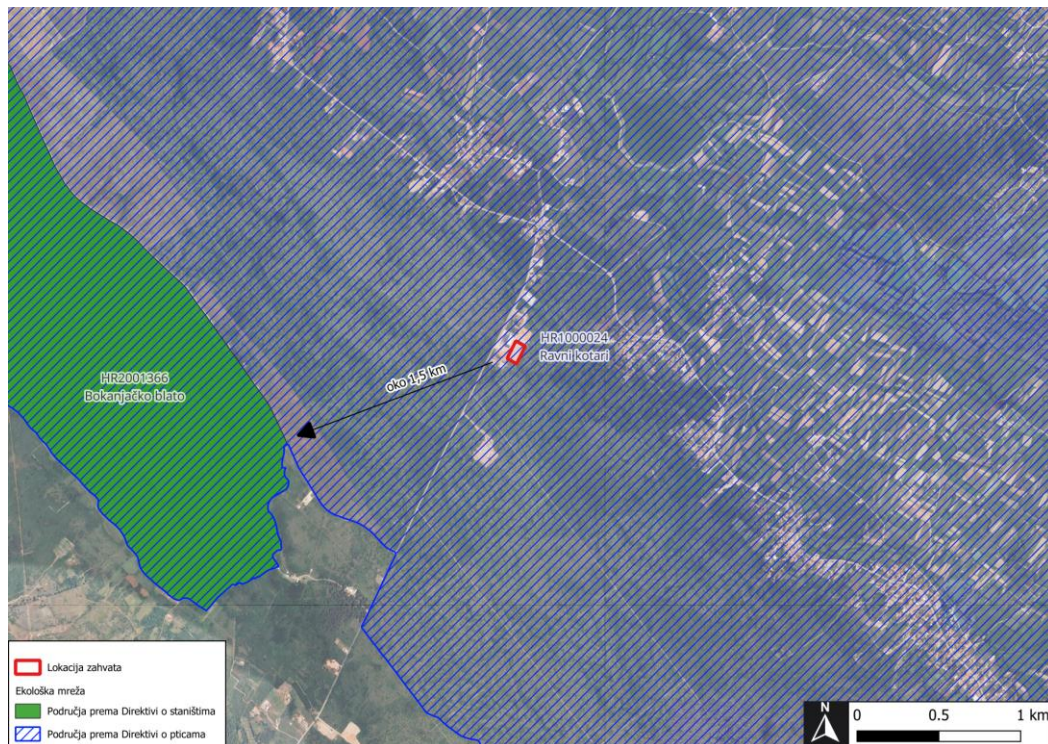 HR1000024
Ravni kotari
oko 1,5 km
HR2001366
Bokanjačko blato
Lokacija zahvata
Ekološka mreža
Područja prema Direktivi o staništima
Područja prema Direktivi o pticama
N
0 0.5 1 km